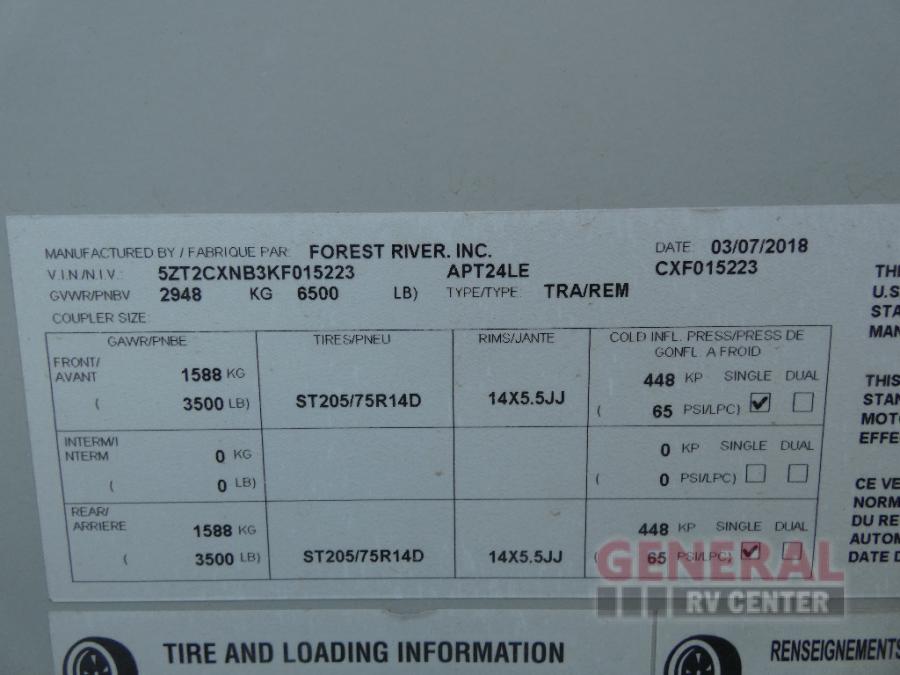 MANUFACTURED BY / FABRIQUE PAR: FOREST RIVER. INC. DATE: 03/07/2018
V.I.N/N.I.V.: 5ZT2CXNB3KF015223 APT24LE CXF015223
GVWR/PNBV 2948 KG 6500 LB) TYPE/TYPE: TRA/REM
COUPLER SIZE:
GAWR/PNBE TIRES/PNEU RIMS/JANTE COLD INFL. PRESS/PRESS DE
GONFL. A FROID
FRONT/
AVANT 1588 KG 448 KP SINGLE DUAL
( 3500 LB) ST205/75R14D 14X5.5JJ ( 65 PSI/LPC)
INTERM/I
NTERM 0 KG 0 KP SINGLE DUAL
( 0 LB) ( 0 PSI/LPC)
REAR/
ARRIERE 1588 KG 448 KP SINGLE DUAL
( 3500 LB) ST205/75R14D 14X5.5JJ ( 65 PSI/LPC)
U.S
STA
MAN
THIS
STAN
MOTO
EFFE
CE VE
NORM
DU RE
AUTOM
DATE D
GENERAL
RV CENTER
TIRE AND LOADING INFORMATION
RENSEIGNEMENTS